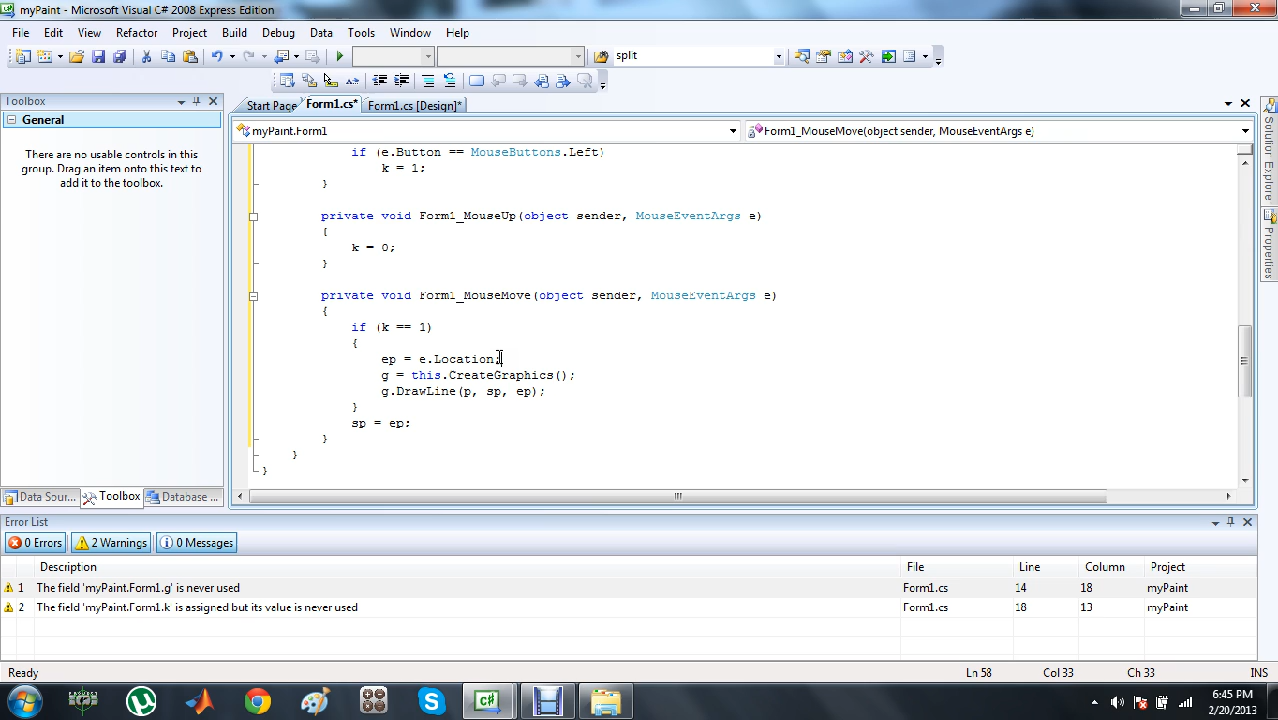 myPaint - Microsoft Visual C# 2008 Express Edition
File Edit View Refactor Project Build Debug Data Tools Window Help
split
Toolbox
Start Page Form1.cs* Form1.cs [Design]*
General
myPaint.Form1 Form1_MouseMove(object sender, MouseEventArgs e)
There are no usable controls in this
group. Drag an item onto this text to
add it to the toolbox.
if (e.Button == MouseButtons.Left)
k = 1;
}
private void Form1_MouseUp(object sender, MouseEventArgs e)
{
k = 0;
}
private void Form1_MouseMove(object sender, MouseEventArgs e)
{
if (k == 1)
{
ep = e.Location;
g = this.CreateGraphics();
g.DrawLine(p, sp, ep);
}
sp = ep;
}
}
}
Solution Explorer
Properties
Data Sour... Toolbox Database ...
Error List
0 Errors 2 Warnings 0 Messages
Description File Line Column Project
1 The field 'myPaint.Form1.g' is never used Form1.cs 14 18 myPaint
2 The field 'myPaint.Form1.k' is assigned but its value is never used Form1.cs 18 13 myPaint
Ready Ln 58 Col 33 Ch 33 INS
6:45 PM
2/20/2013